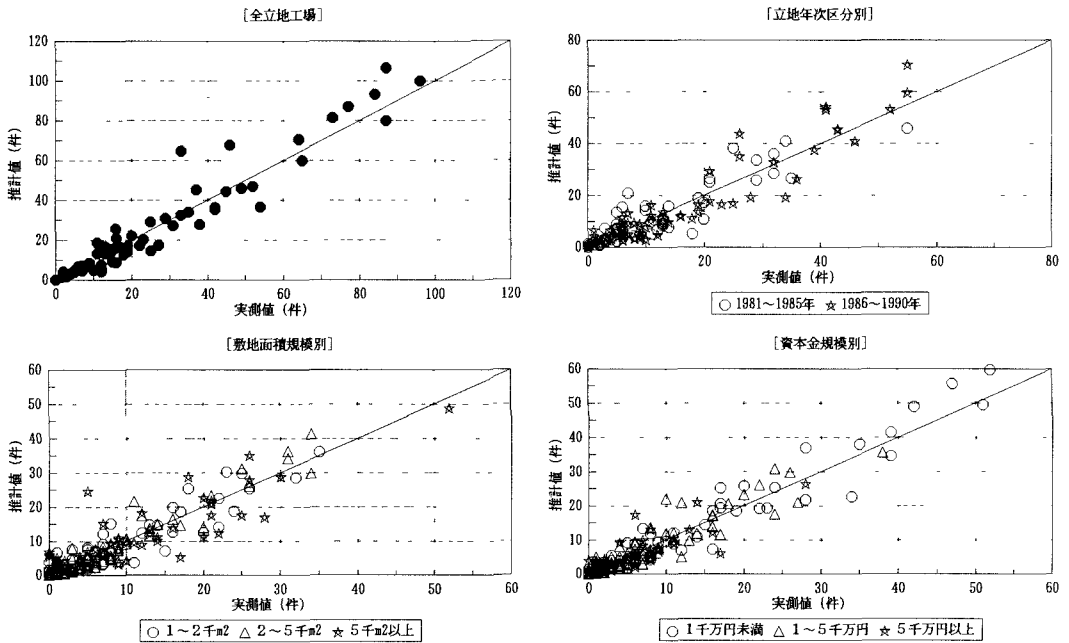 [全立地工場]
推計値 (件)
120
100
80
60
40
20
0
0 20 40 60 80 100 120
実測値 (件)
[立地年次区分別]
推計値 (件)
80
60
40
20
0
0 20 40 60 80
実測値 (件)
○ 1981～1985年 ☆ 1986～1990年
[敷地面積規模別]
推計値 (件)
60
50
40
30
20
10
0
0 10 20 30 40 50 60
実測値 (件)
○ 1～2千m2 △ 2～5千m2 ☆ 5千m2以上
[資本金規模別]
推計値 (件)
60
50
40
30
20
10
0
0 10 20 30 40 50 60
実測値 (件)
○ 1千万円未満 △ 1～5千万円 ☆ 5千万円以上